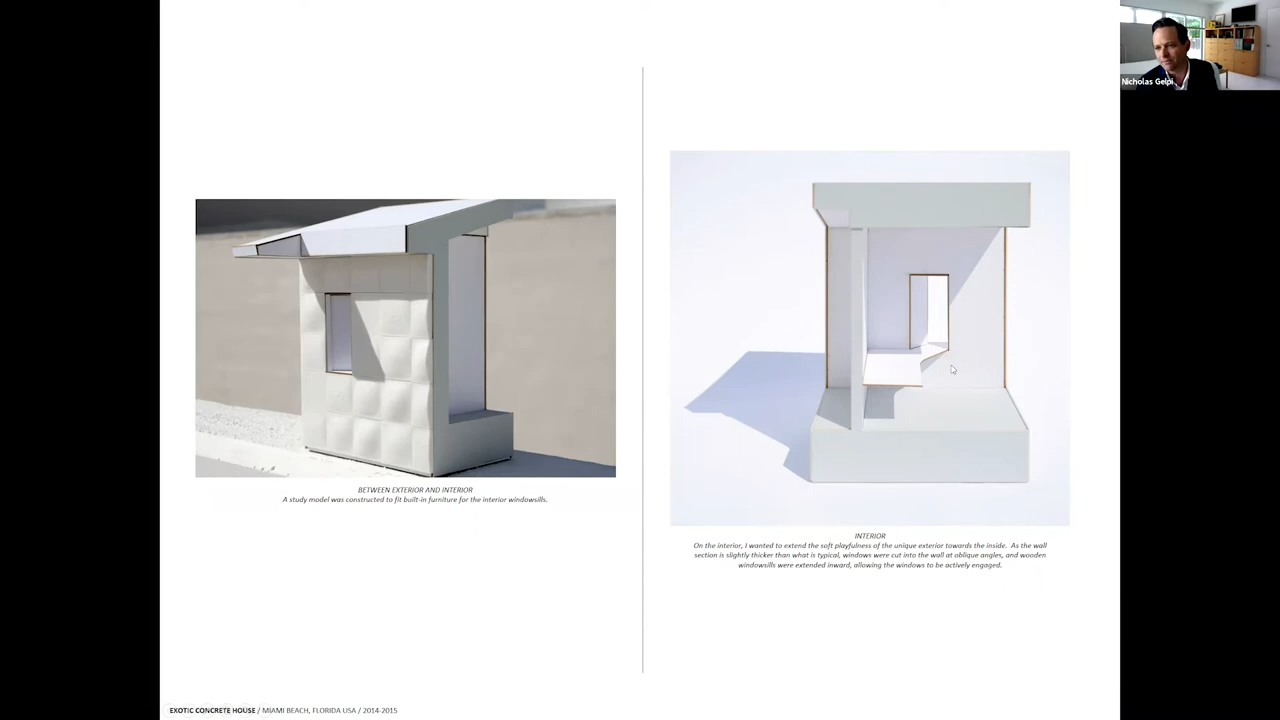 Nicholas Gelpi
BETWEEN EXTERIOR AND INTERIOR
A study model was constructed to fit built-in furniture for the interior windowsills.
INTERIOR
On the interior, I wanted to extend the soft playfulness of the unique exterior towards the inside. As the wall
section is slightly thicker than what is typical, windows were cut into the wall at oblique angles, and wooden
windowsills were extended inward, allowing the windows to be actively engaged.
EXOTIC CONCRETE HOUSE / MIAMI BEACH, FLORIDA USA / 2014-2015